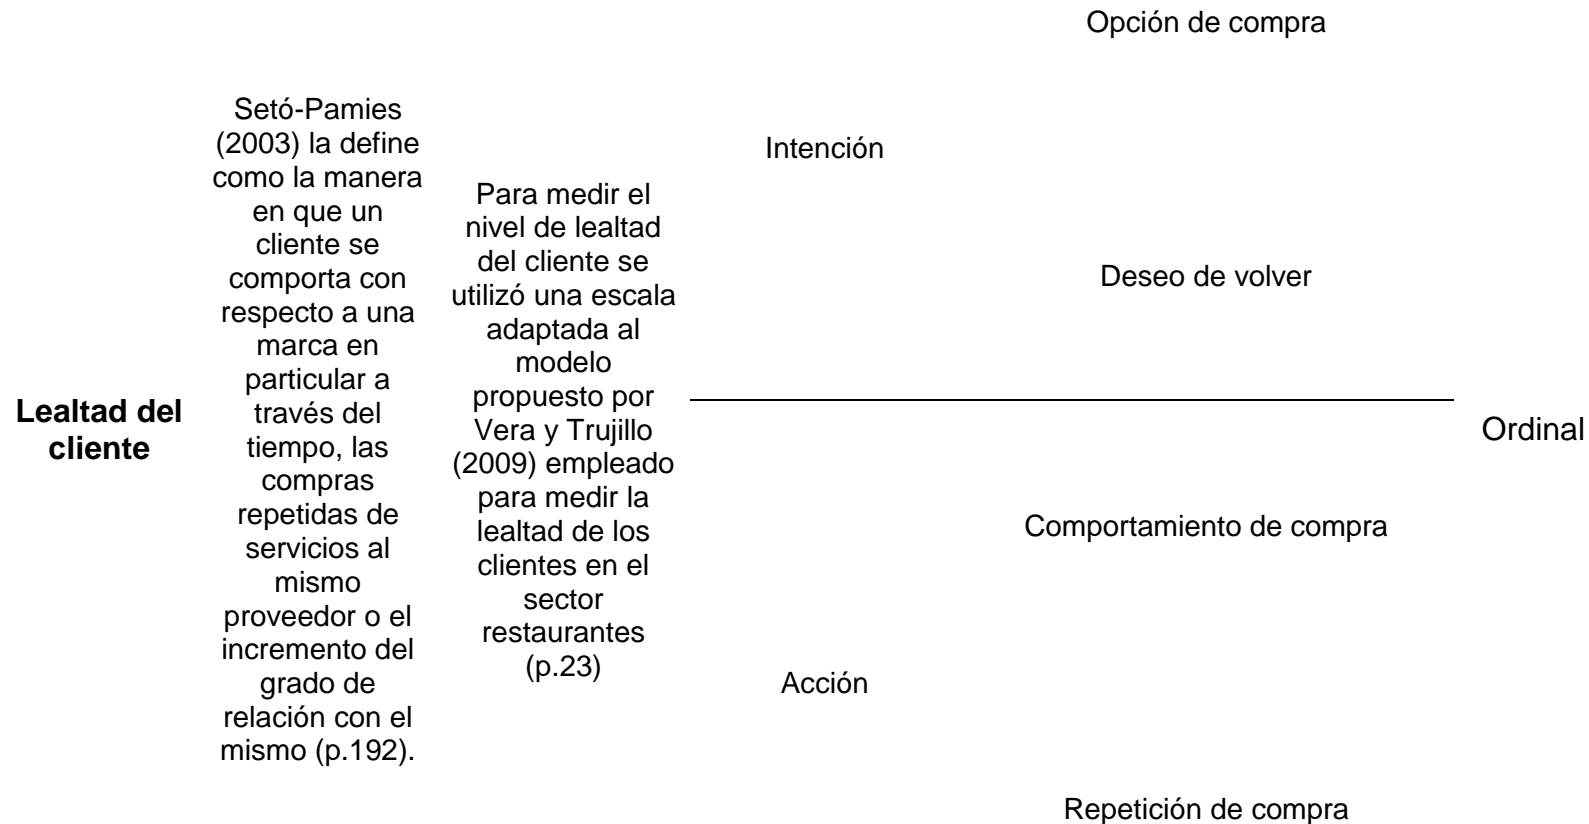 Lealtad del
cliente
Setó-Pamies
(2003) la define
como la manera
en que un
cliente se
comporta con
respecto a una
marca en
particular a
través del
tiempo, las
compras
repetidas de
servicios al
mismo
proveedor o el
incremento del
grado de
relación con el
mismo (p.192).
Para medir el
nivel de lealtad
del cliente se
utilizó una escala
adaptada al
modelo
propuesto por
Vera y Trujillo
(2009) empleado
para medir la
lealtad de los
clientes en el
sector
restaurantes
(p.23)
Intención
Opción de compra
Deseo de volver
Acción
Comportamiento de compra
Repetición de compra
Ordinal